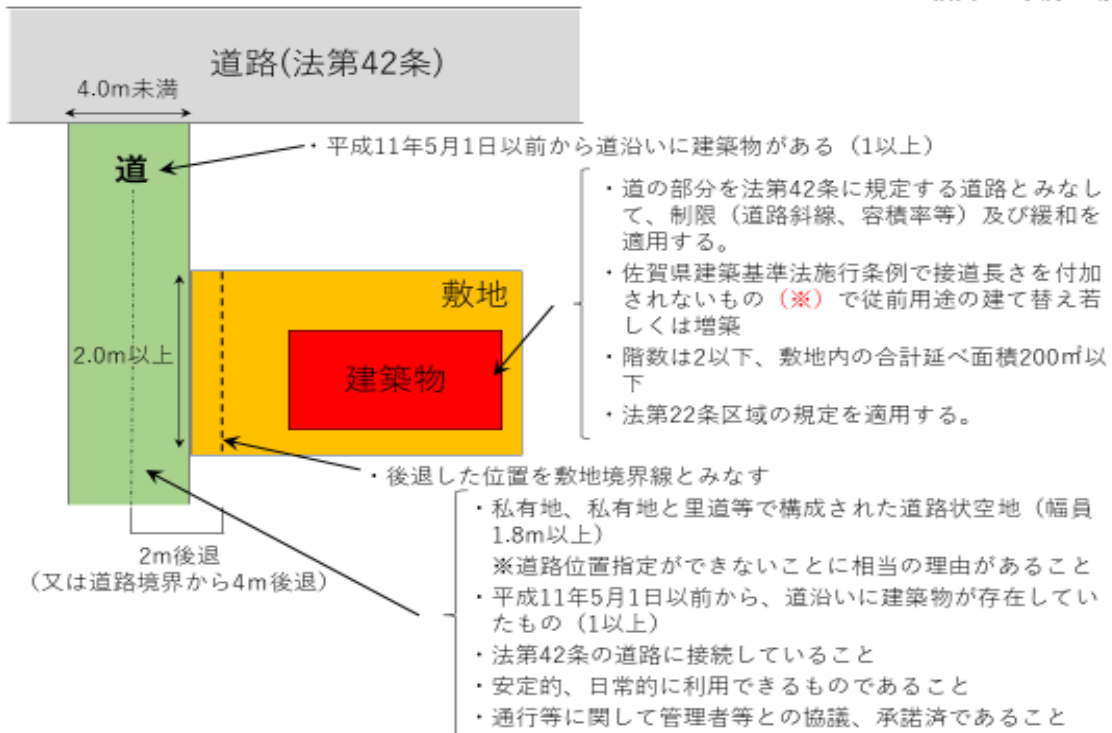 道路(法第42条)
4.0m未満
道
・平成11年5月1日以前から道沿いに建築物がある（1以上）
・道の部分を法第42条に規定する道路とみなし
て、制限（道路斜線、容積率等）及び緩和を
適用する。
・佐賀県建築基準法施行条例で接道長さを付加
されないもの（※）で従前用途の建て替え若
しくは増築
・階数は2以下、敷地内の合計延べ面積200㎡以
下
・法第22条区域の規定を適用する。
敷地
2.0m以上
建築物
・後退した位置を敷地境界線とみなす
2m後退
（又は道路境界から4m後退）
・私有地、私有地と里道等で構成された道路状空地（幅員
1.8m以上）
※道路位置指定ができないことに相当の理由があること
・平成11年5月1日以前から、道沿いに建築物が存在してい
たもの（1以上）
・法第42条の道路に接続していること
・安定的、日常的に利用できるものであること
・通行等に関して管理者等との協議、承諾済であること